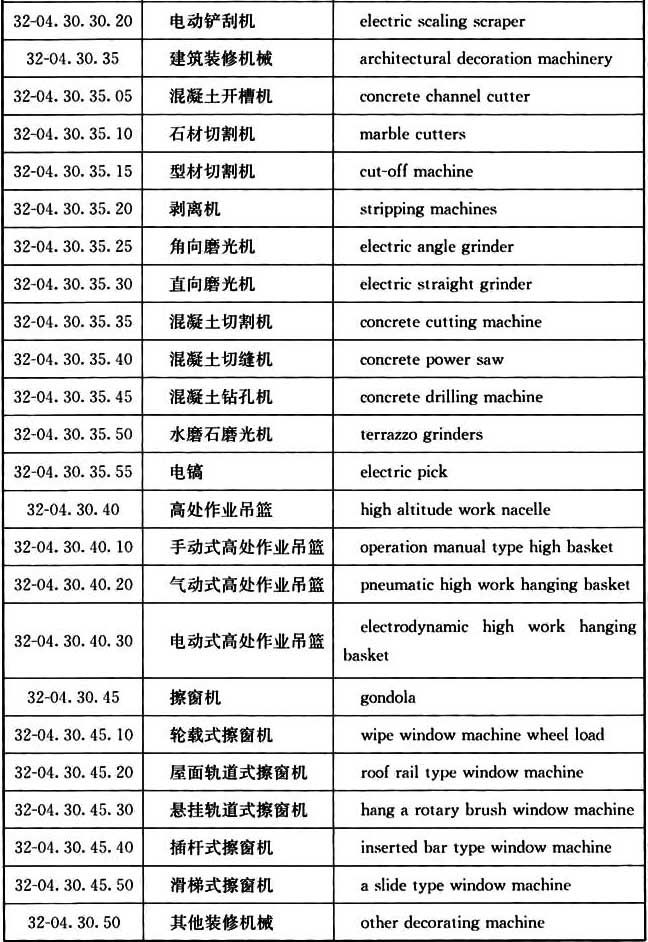 32-04. 30. 30. 20 电动铲刮机 electric scaling scraper
32-04. 30. 35 建筑装修机械 architectural decoration machinery
32-04. 30. 35. 05 混凝土开槽机 concrete channel cutter
32-04. 30. 35. 10 石材切割机 marble cutters
32-04. 30. 35. 15 型材切割机 cut-off machine
32-04. 30. 35. 20 剥离机 stripping machines
32-04. 30. 35. 25 角向磨光机 electric angle grinder
32-04. 30. 35. 30 直向磨光机 electric straight grinder
32-04. 30. 35. 35 混凝土切割机 concrete cutting machine
32-04. 30. 35. 40 混凝土切缝机 concrete power saw
32-04. 30. 35. 45 混凝土钻孔机 concrete drilling machine
32-04. 30. 35. 50 水磨石磨光机 terrazzo grinders
32-04. 30. 35. 55 电镐 electric pick
32-04. 30. 40 高处作业吊篮 high altitude work nacelle
32-04. 30. 40. 10 手动式高处作业吊篮 operation manual type high basket
32-04. 30. 40. 20 气动式高处作业吊篮 pneumatic high work hanging basket
32-04. 30. 40. 30 电动式高处作业吊篮 electrodynamic high work hanging
basket
32-04. 30. 45 擦窗机 gondola
32-04. 30. 45. 10 轮载式擦窗机 wipe window machine wheel load
32-04. 30. 45. 20 屋面轨道式擦窗机 roof rail type window machine
32-04. 30. 45. 30 悬挂轨道式擦窗机 hang a rotary brush window machine
32-04. 30. 45. 40 插杆式擦窗机 inserted bar type window machine
32-04. 30. 45. 50 滑梯式擦窗机 a slide type window machine
32-04. 30. 50 其他装修机械 other decorating machine